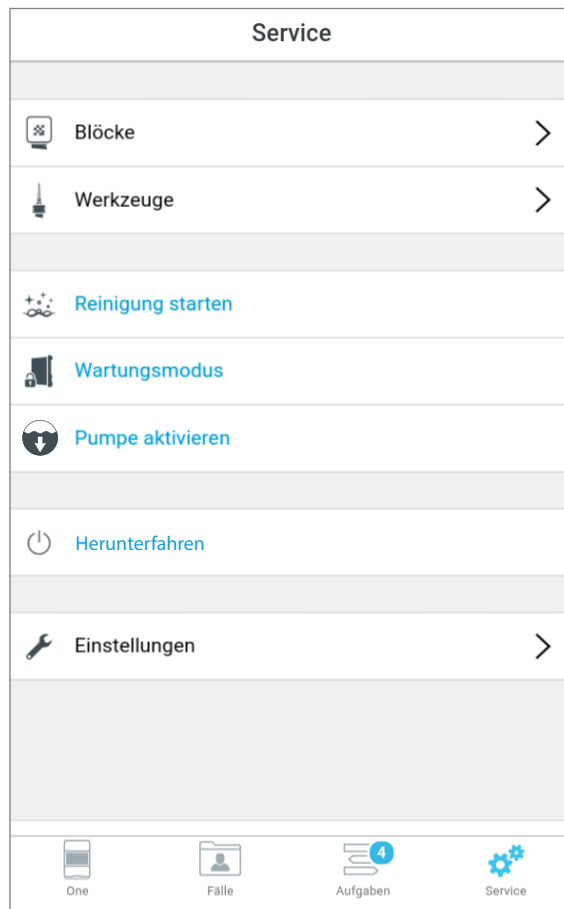 Service
Blöcke
Werkzeuge
Reinigung starten
Wartungsmodus
Pumpe aktivieren
Herunterfahren
Einstellungen
4
One
Fälle
Aufgaben
Service